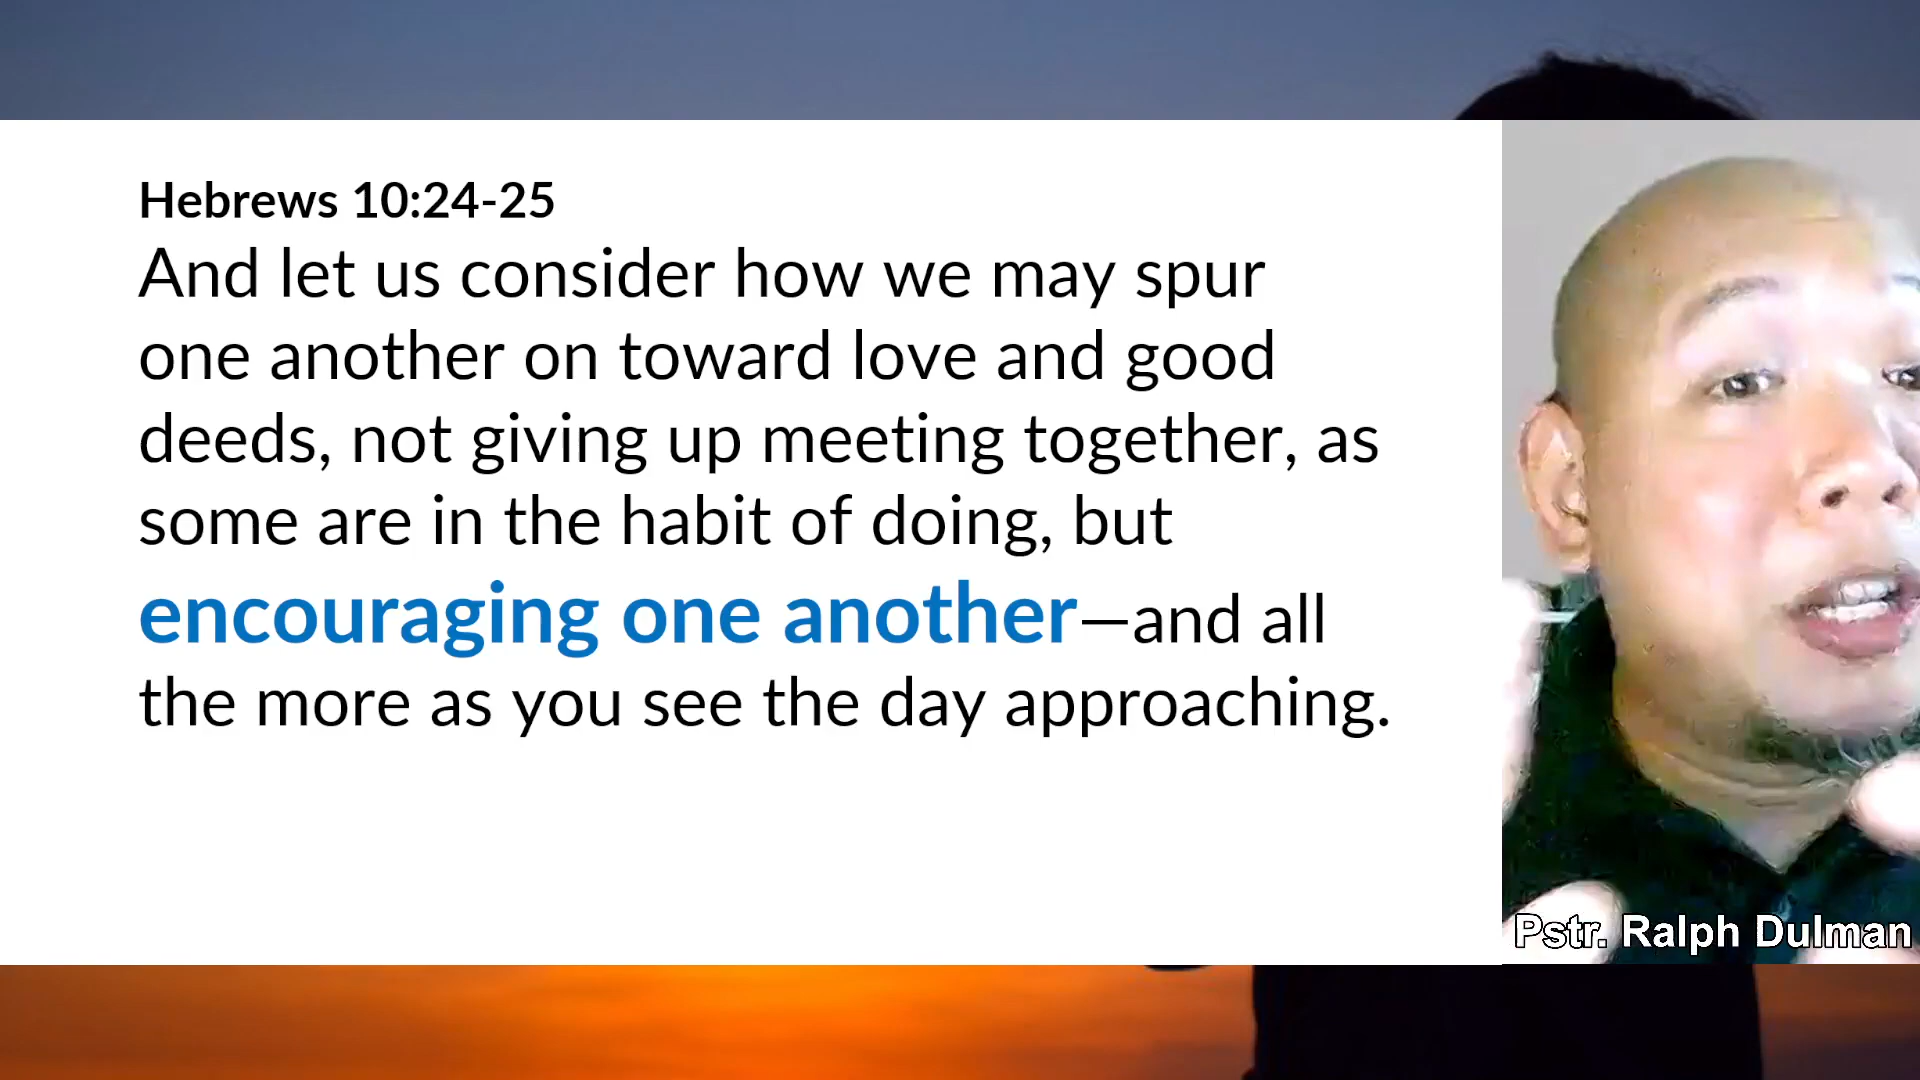 Hebrews 10:24-25
And let us consider how we may spur
one another on toward love and good
deeds, not giving up meeting together, as
some are in the habit of doing, but
encouraging one another—and all
the more as you see the day approaching.
Pstr. Ralph Dulman